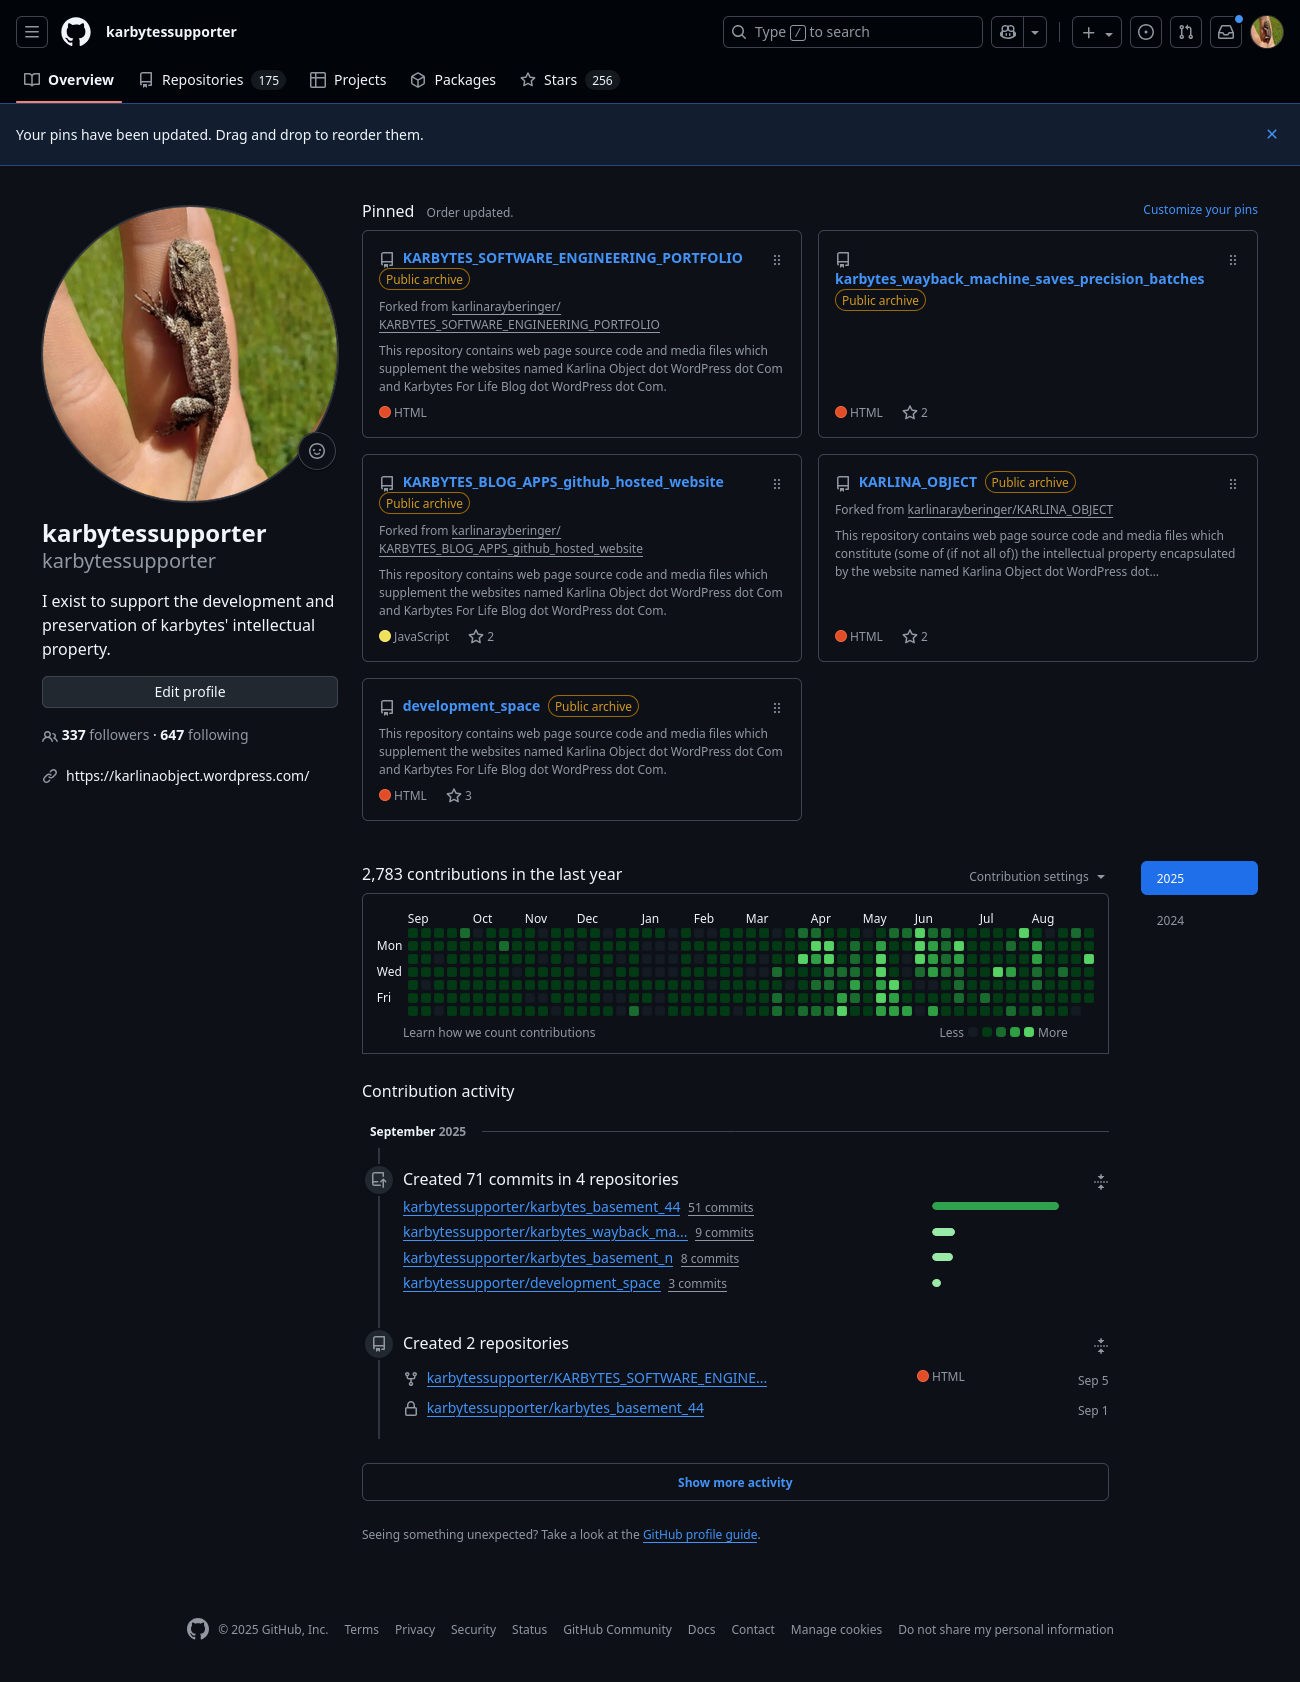 karbytessupporter
Type / to search
Overview
Repositories 175
Projects
Packages
Stars 256
Your pins have been updated. Drag and drop to reorder them.
Pinned Order updated.
Customize your pins
KARBYTES_SOFTWARE_ENGINEERING_PORTFOLIO
Public archive
Forked from karlinarayberinger/
KARBYTES_SOFTWARE_ENGINEERING_PORTFOLIO
This repository contains web page source code and media files which
supplement the websites named Karlina Object dot WordPress dot Com
and Karbytes For Life Blog dot WordPress dot Com.
HTML
karbytes_wayback_machine_saves_precision_batches
Public archive
HTML 2
KARBYTES_BLOG_APPS_github_hosted_website
Public archive
Forked from karlinarayberinger/
KARBYTES_BLOG_APPS_github_hosted_website
This repository contains web page source code and media files which
supplement the websites named Karlina Object dot WordPress dot Com
and Karbytes For Life Blog dot WordPress dot Com.
JavaScript 2
KARLINA_OBJECT Public archive
Forked from karlinarayberinger/KARLINA_OBJECT
This repository contains web page source code and media files which
constitute (some of (if not all of)) the intellectual property encapsulated
by the website named Karlina Object dot WordPress dot...
HTML 2
development_space Public archive
This repository contains web page source code and media files which
supplement the websites named Karlina Object dot WordPress dot Com
and Karbytes For Life Blog dot WordPress dot Com.
HTML 3
karbytessupporter
karbytessupporter
I exist to support the development and
preservation of karbytes' intellectual
property.
Edit profile
337 followers · 647 following
https://karlinaobject.wordpress.com/
2,783 contributions in the last year
Contribution settings
2025
2024
Sep Oct Nov Dec Jan Feb Mar Apr May Jun Jul Aug
Mon
Wed
Fri
Learn how we count contributions
Less More
Contribution activity
September 2025
Created 71 commits in 4 repositories
karbytessupporter/karbytes_basement_44 51 commits
karbytessupporter/karbytes_wayback_ma... 9 commits
karbytessupporter/karbytes_basement_n 8 commits
karbytessupporter/development_space 3 commits
Created 2 repositories
karbytessupporter/KARBYTES_SOFTWARE_ENGINE... HTML Sep 5
karbytessupporter/karbytes_basement_44 Sep 1
Show more activity
Seeing something unexpected? Take a look at the GitHub profile guide.
© 2025 GitHub, Inc. Terms Privacy Security Status GitHub Community Docs Contact Manage cookies Do not share my personal information